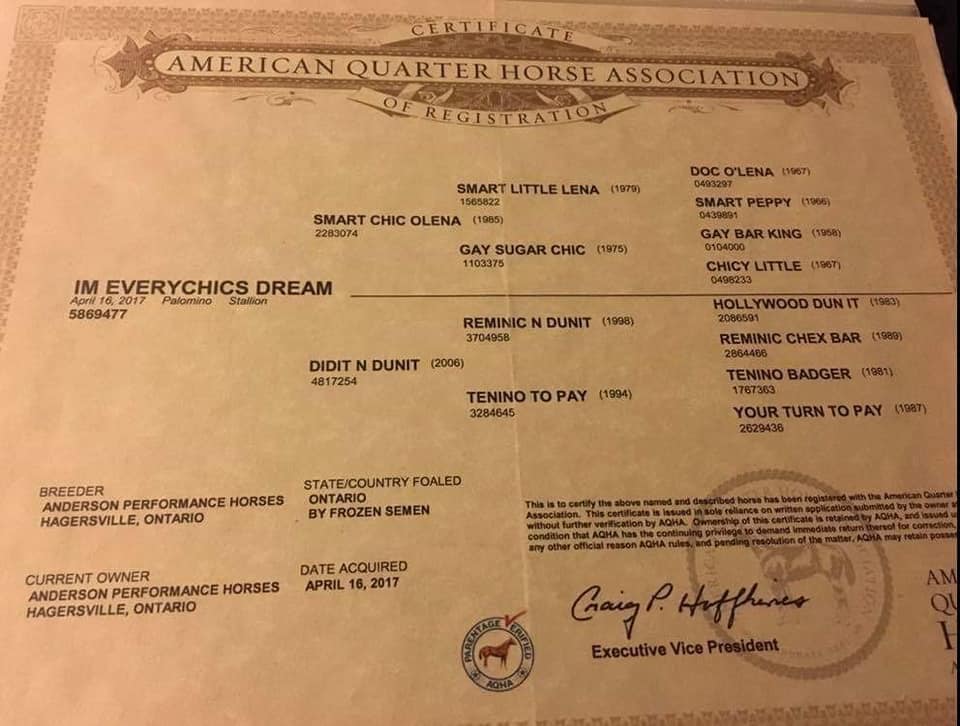 CERTIFICATE
AMERICAN QUARTER HORSE ASSOCIATION
OF REGISTRATION
DOC O'LENA (1967)
0493297
SMART LITTLE LENA (1979)
1565822
SMART PEPPY (1966)
0439891
SMART CHIC OLENA (1985)
2283074
GAY BAR KING (1958)
0104000
GAY SUGAR CHIC (1975)
1103375
CHICY LITTLE (1967)
0498233
IM EVERYCHICS DREAM
April 16, 2017 Palomino Stallion
5869477
HOLLYWOOD DUN IT (1983)
2086591
REMINIC N DUNIT (1998)
3704958
REMINIC CHEX BAR (1989)
2864466
DIDIT N DUNIT (2006)
4817254
TENINO BADGER (1981)
1767363
TENINO TO PAY (1994)
3284645
YOUR TURN TO PAY (1987)
2629436
BREEDER
ANDERSON PERFORMANCE HORSES
HAGERSVILLE, ONTARIO
STATE/COUNTRY FOALED
ONTARIO
BY FROZEN SEMEN
CURRENT OWNER
ANDERSON PERFORMANCE HORSES
HAGERSVILLE, ONTARIO
DATE ACQUIRED
APRIL 16, 2017
This is to certify the above named and described horse has been registered with the American Quarter
Association. This certificate is issued in sole reliance on written application submitted by the owner
without further verification by AQHA. Ownership of this certificate is retained by AQHA, and issued
condition that AQHA has the continuing privilege to demand immediate return thereof for correction,
any other official reason AQHA rules, and pending resolution of the matter, AQHA may retain
Craig P. Huffhines
Executive Vice President
PARENTAGE VERIFIED
AQHA
AM
QU
H